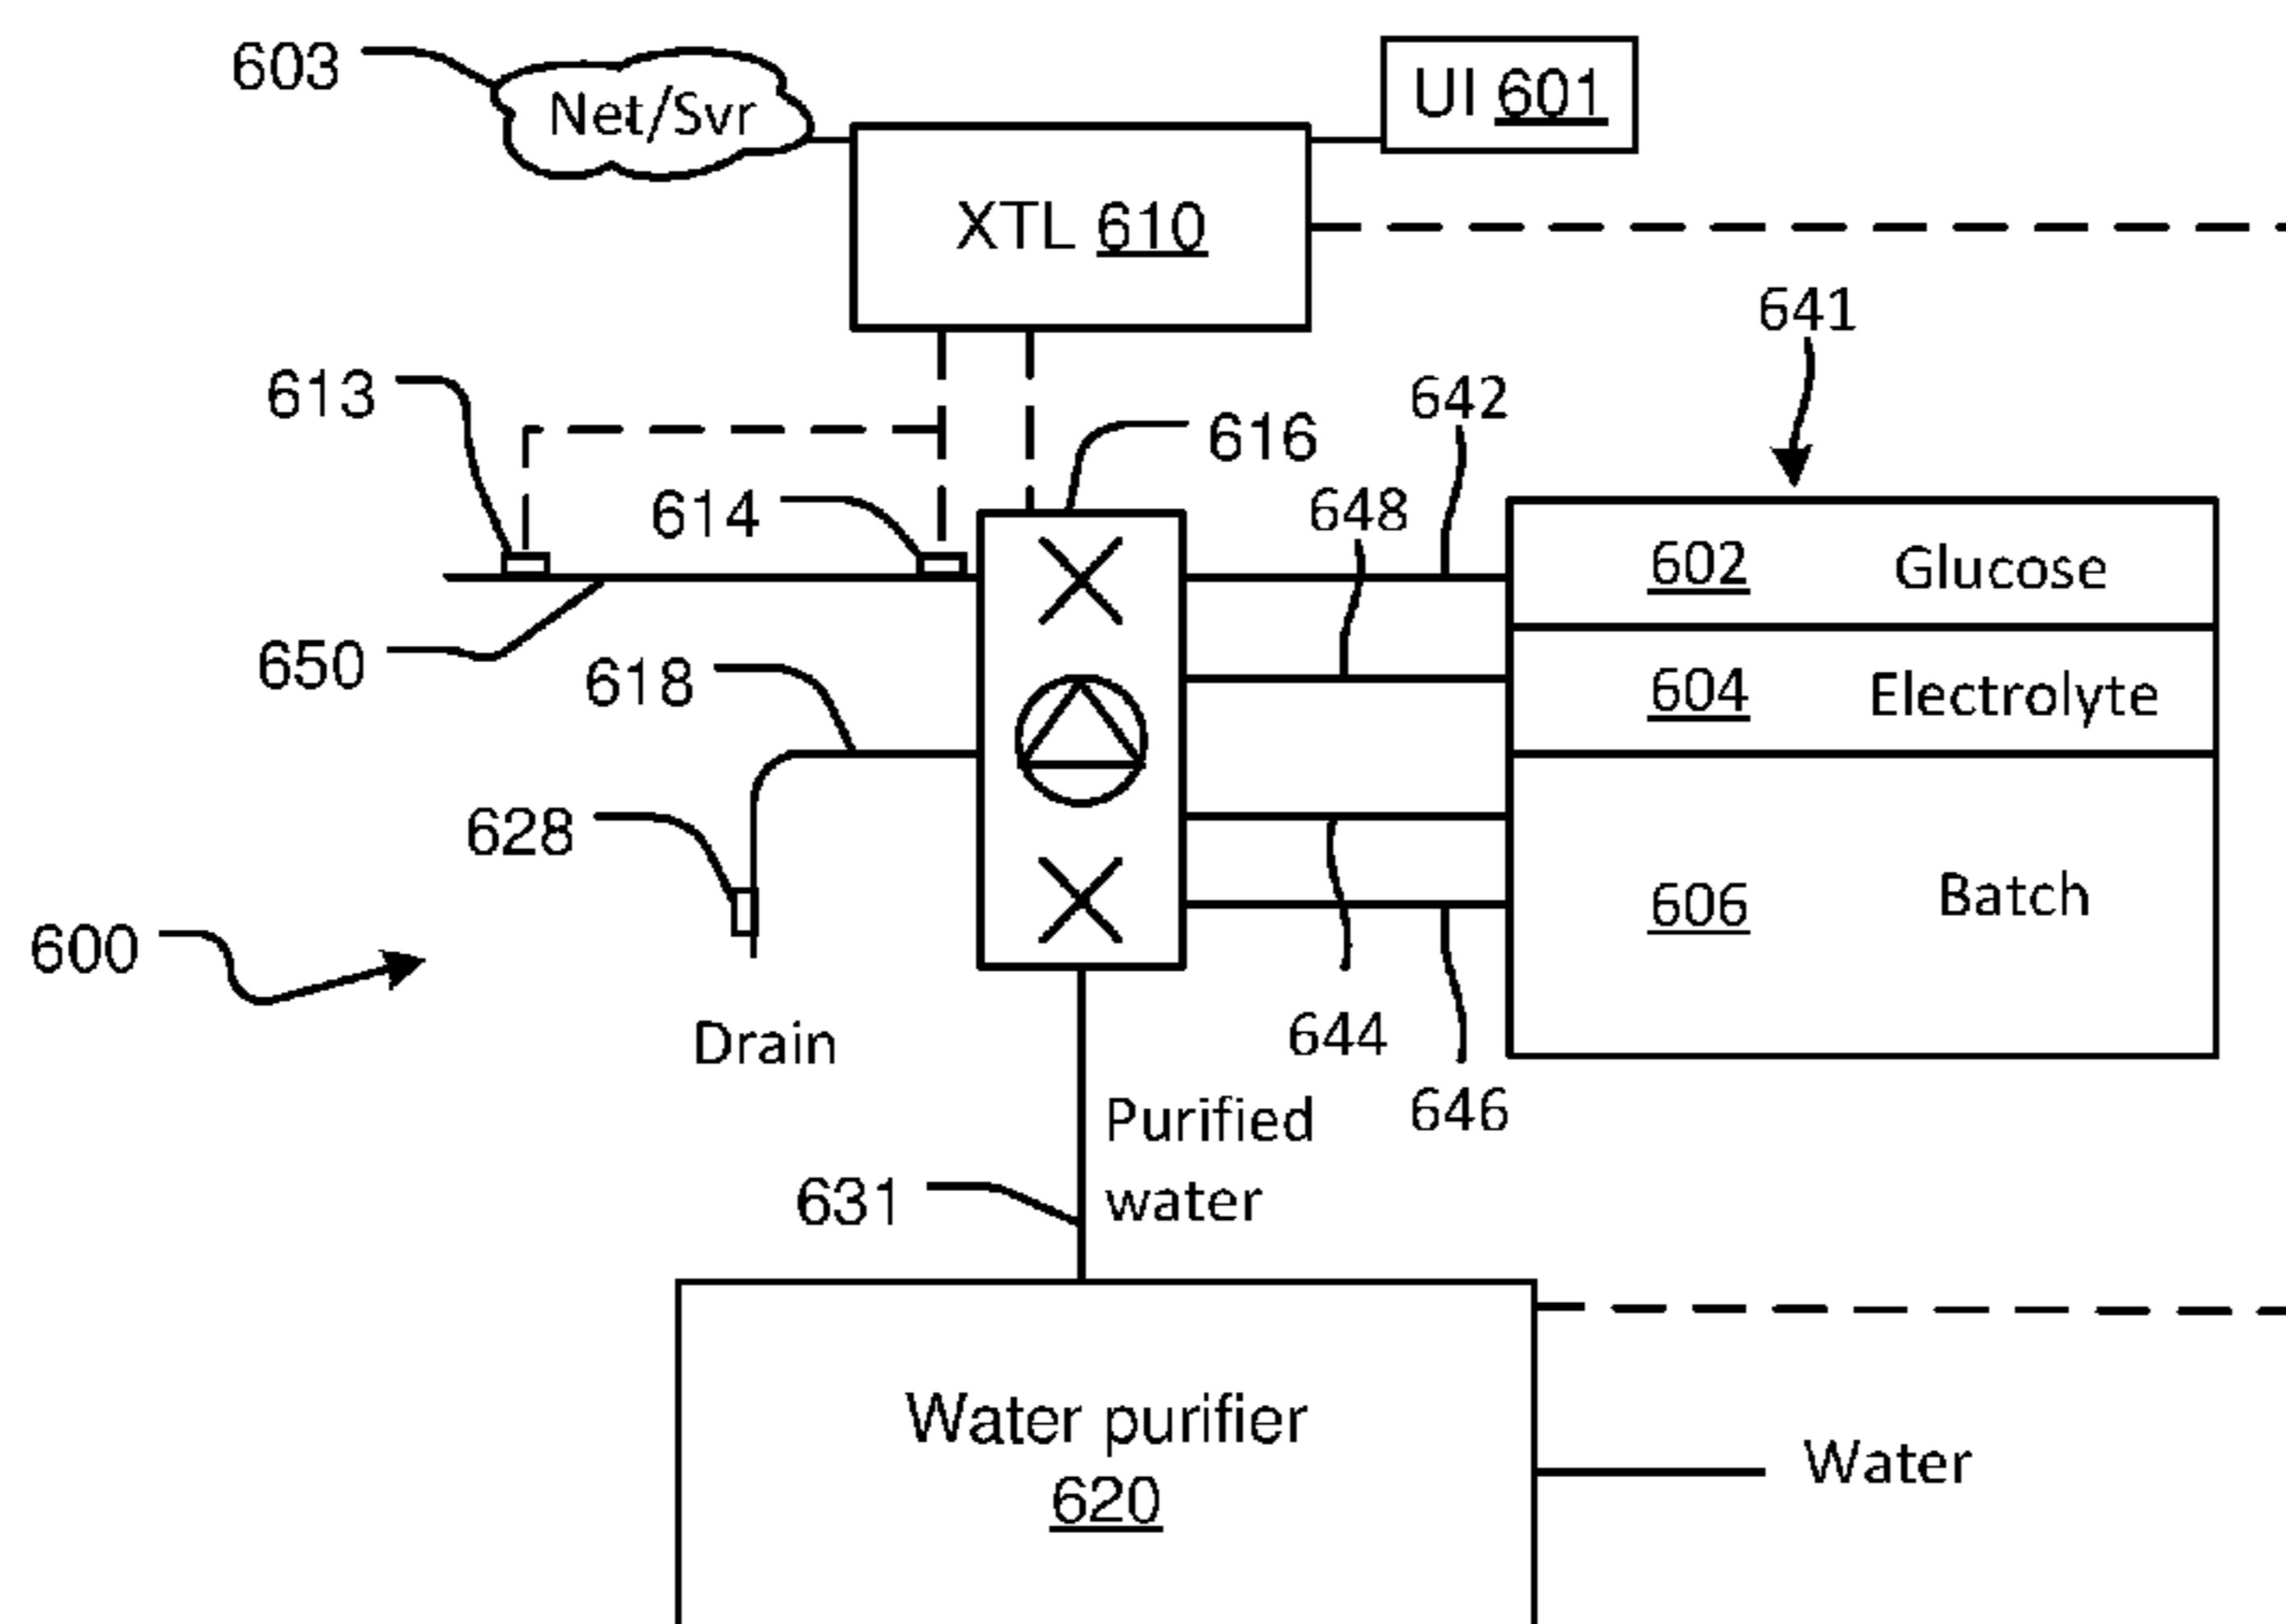 603
Net/Svr
UI 601
XTL 610
641
613
642
616
614
648
602 Glucose
650
618
604 Electrolyte
628
606 Batch
600
644
Drain
646
Purified
water
631
Water purifier
620
Water